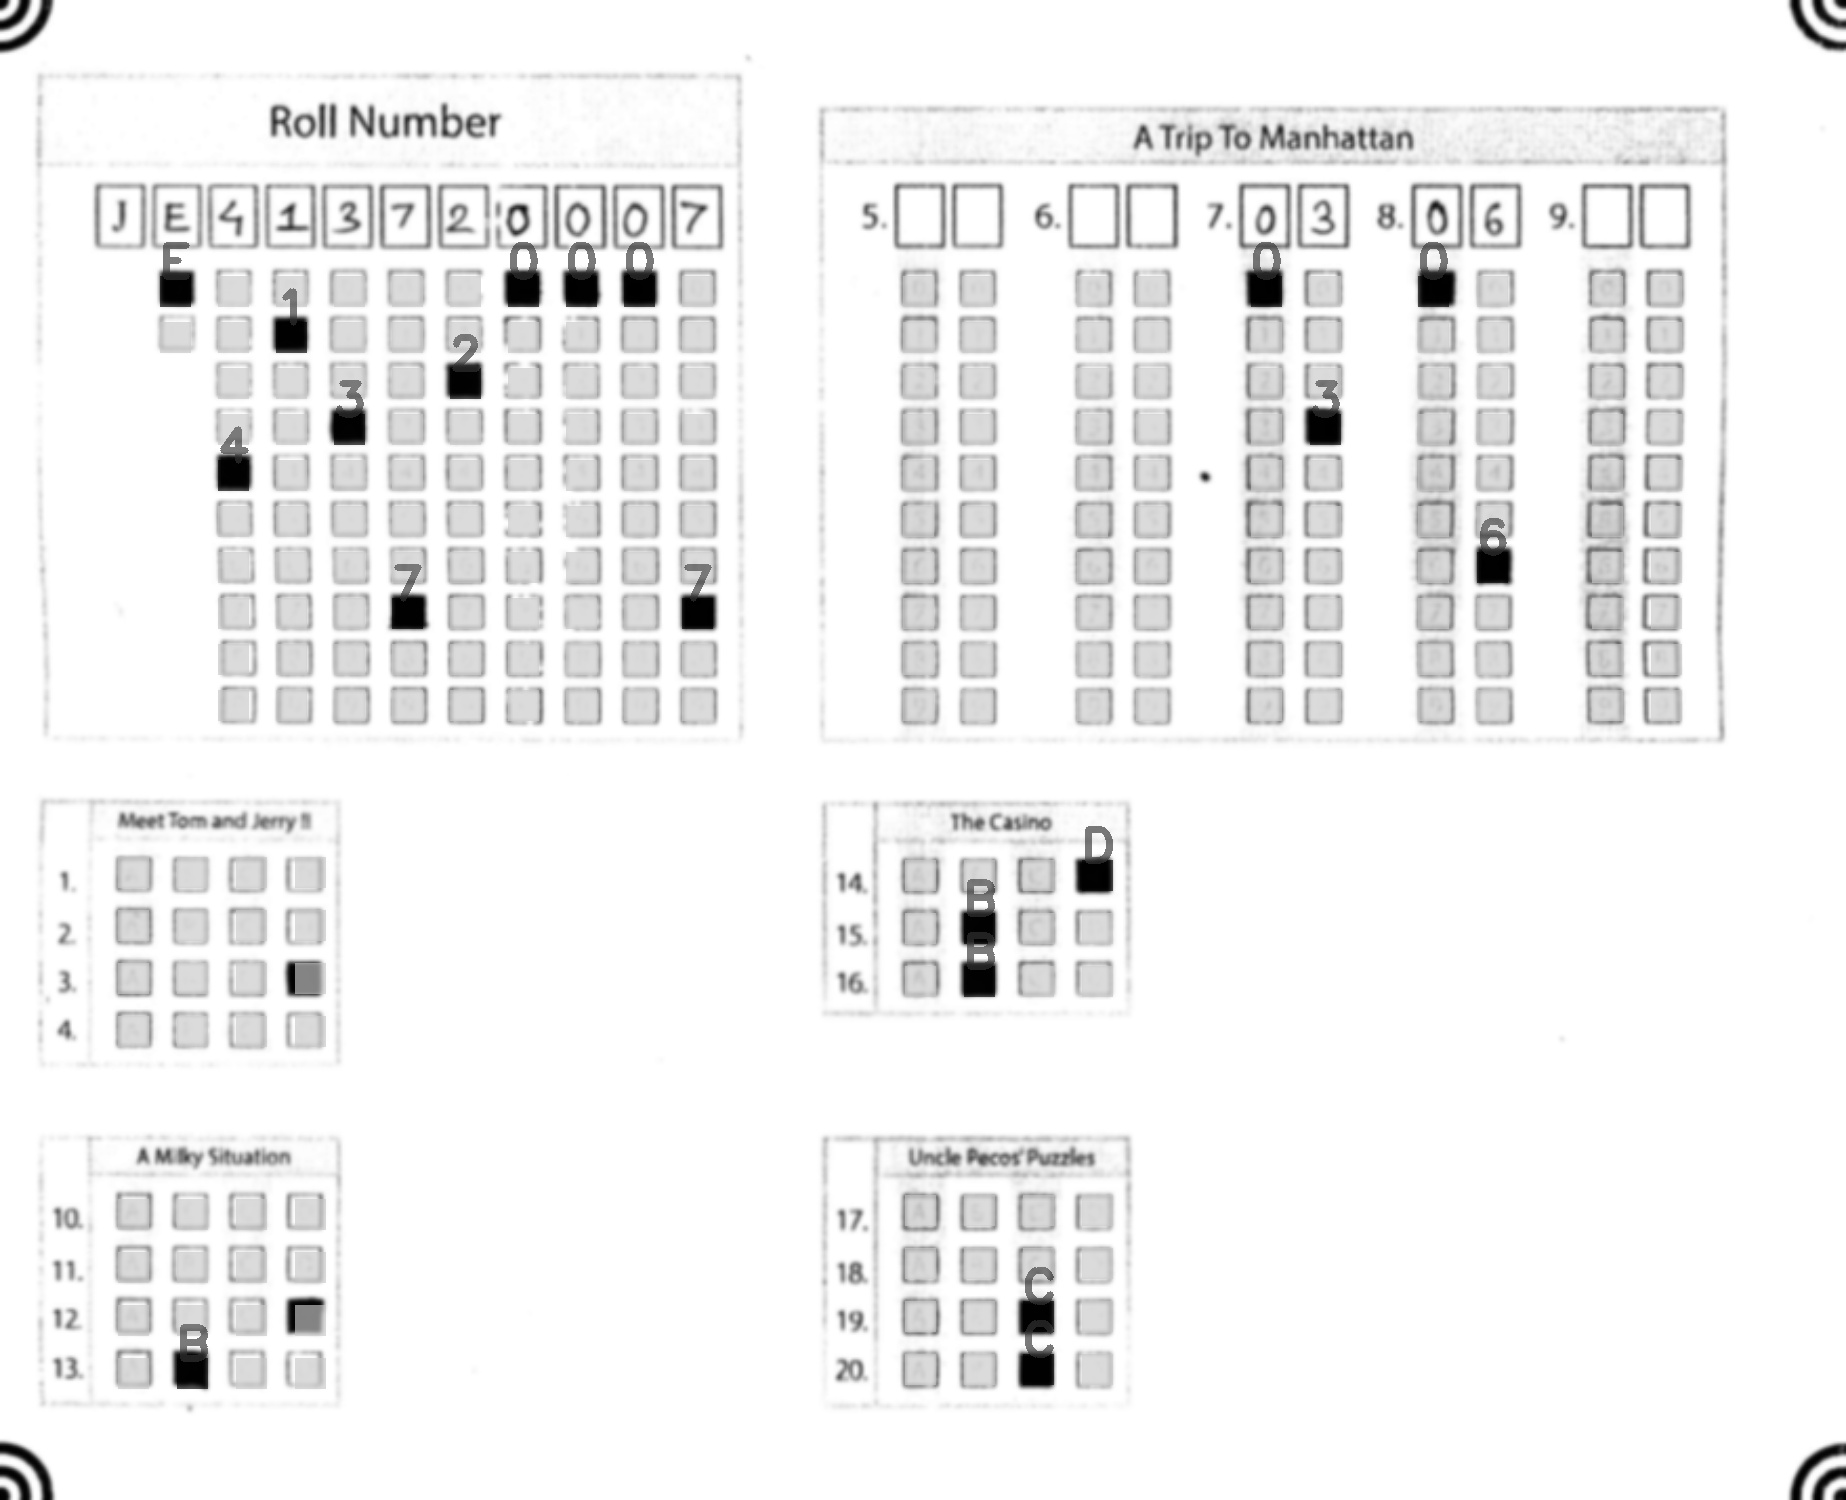 Roll Number
J E 4 1 3 7 2 0 0 0 7
E 0 0 0
1
2
3
4
7 7
A Trip To Manhattan
5. 6. 7. 0 3 8. 0 6 9.
0 0
3
6
Meet Tom and Jerry !!
1.
2.
3.
4.
The Casino
D
14.
B
15.
B
16.
A Milky Situation
10.
11.
12.
B
13.
Uncle Pecos' Puzzles
17.
18.
C
19.
C
20.